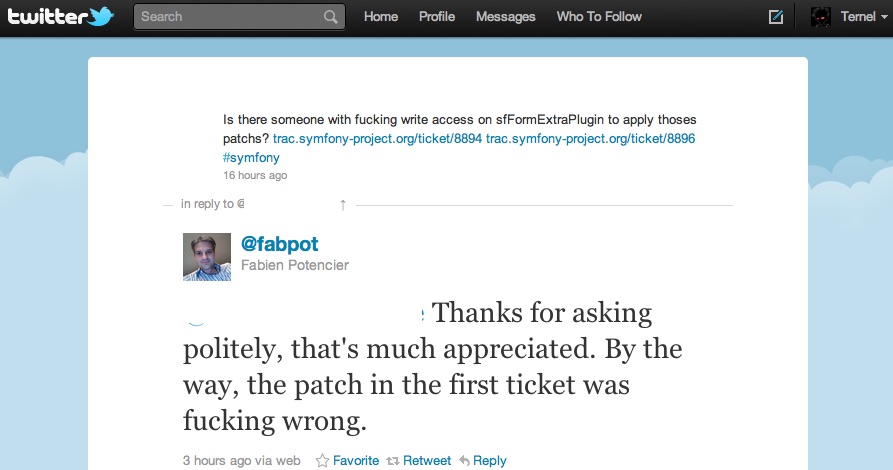 twitter Search Home Profile Messages Who To Follow Ternel
Is there someone with fucking write access on sfFormExtraPlugin to apply thoses
patchs? trac.symfony-project.org/ticket/8894 trac.symfony-project.org/ticket/8896
#symfony
16 hours ago
in reply to @
@fabpot
Fabien Potencier
Thanks for asking
politely, that's much appreciated. By the
way, the patch in the first ticket was
fucking wrong.
3 hours ago via web Favorite Retweet Reply